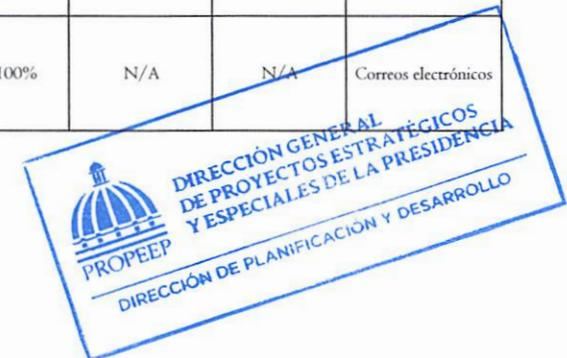 100%
N/A
N/A
Correos electrónicos
DIRECCIÓN GENERAL
DE PROYECTOS ESTRATÉGICOS
Y ESPECIALES DE LA PRESIDENCIA
PROPEEP
DIRECCIÓN DE PLANIFICACIÓN Y DESARROLLO